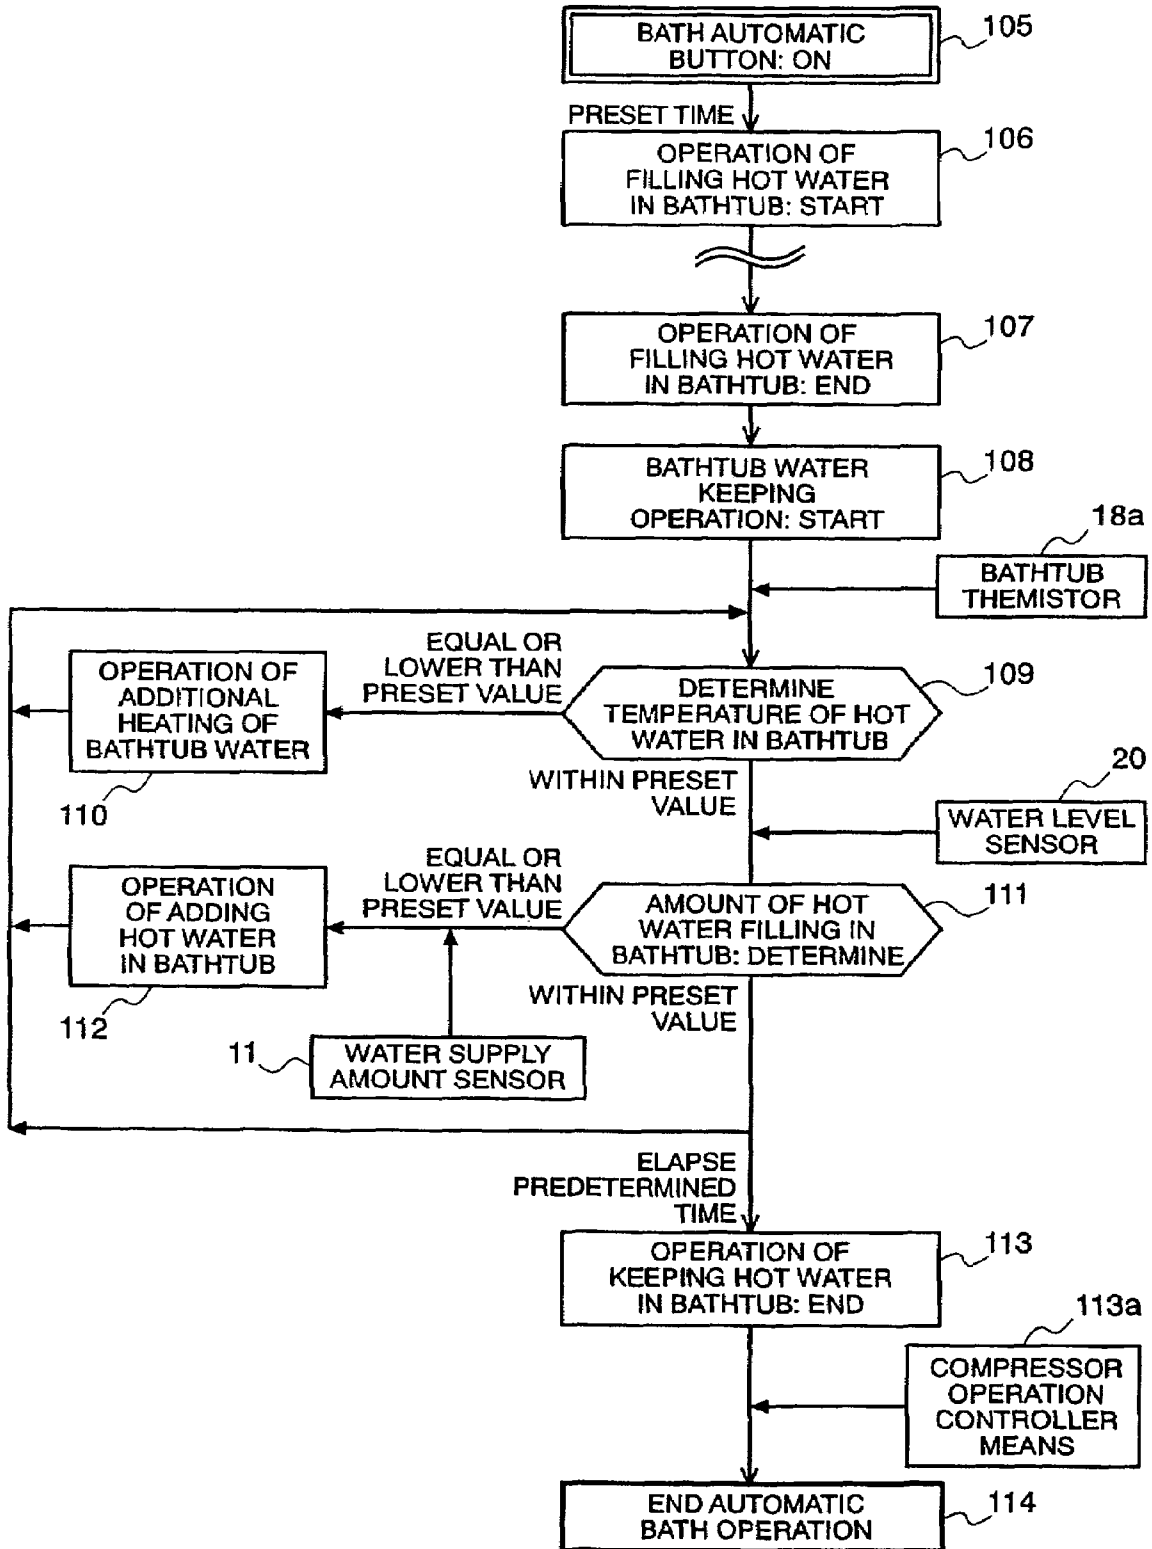 BATH AUTOMATIC
BUTTON: ON
105
PRESET TIME
OPERATION OF
FILLING HOT WATER
IN BATHTUB: START
106
OPERATION OF
FILLING HOT WATER
IN BATHTUB: END
107
BATHTUB WATER
KEEPING
OPERATION: START
108
18a
BATHTUB
THEMISTOR
EQUAL OR
LOWER THAN
PRESET VALUE
OPERATION OF
ADDITIONAL
HEATING OF
BATHTUB WATER
110
DETERMINE
TEMPERATURE OF HOT
WATER IN BATHTUB
109
WITHIN PRESET
VALUE
20
WATER LEVEL
SENSOR
EQUAL OR
LOWER THAN
PRESET VALUE
OPERATION
OF ADDING
HOT WATER
IN BATHTUB
112
AMOUNT OF HOT
WATER FILLING IN
BATHTUB: DETERMINE
111
WITHIN PRESET
VALUE
11
WATER SUPPLY
AMOUNT SENSOR
ELAPSE
PREDETERMINED
TIME
OPERATION OF
KEEPING HOT WATER
IN BATHTUB: END
113
113a
COMPRESSOR
OPERATION
CONTROLLER
MEANS
END AUTOMATIC
BATH OPERATION
114